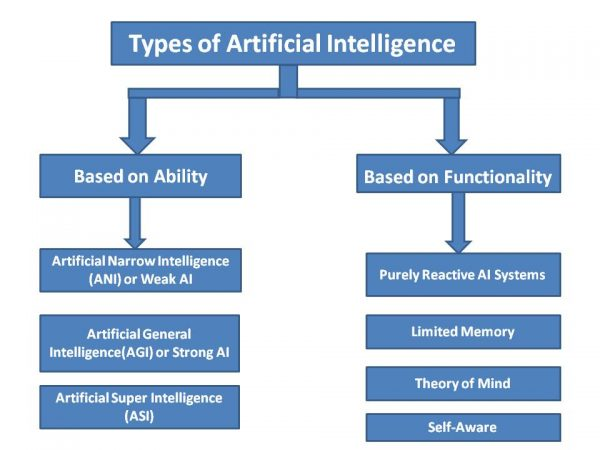 Types of Artificial Intelligence
Based on Ability
Artificial Narrow Intelligence
(ANI) or Weak AI
Artificial General
Intelligence(AGI) or Strong AI
Artificial Super Intelligence
(ASI)
Based on Functionality
Purely Reactive AI Systems
Limited Memory
Theory of Mind
Self-Aware